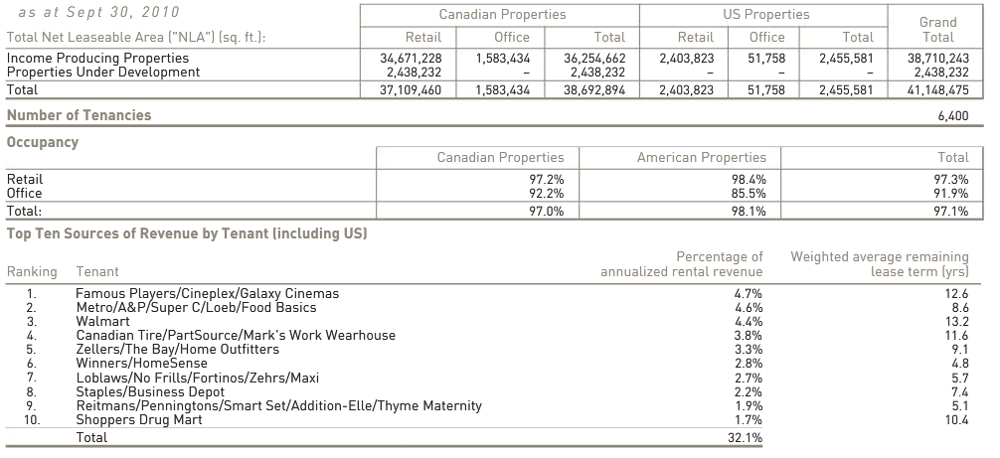 as at Sept 30, 2010
Canadian Properties US Properties Grand Total
Total Net Leaseable Area ("NLA") (sq. ft.): Retail Office Total Retail Office Total
Income Producing Properties 34,671,228 1,583,434 36,254,662 2,403,823 51,758 2,455,581 38,710,243
Properties Under Development 2,438,232 – 2,438,232 – – – 2,438,232
Total 37,109,460 1,583,434 38,692,894 2,403,823 51,758 2,455,581 41,148,475
Number of Tenancies 6,400
Occupancy
Canadian Properties American Properties Total
Retail 97.2% 98.4% 97.3%
Office 92.2% 85.5% 91.9%
Total: 97.0% 98.1% 97.1%
Top Ten Sources of Revenue by Tenant (including US)
Percentage of Weighted average remaining
Ranking Tenant annualized rental revenue lease term (yrs)
1. Famous Players/Cineplex/Galaxy Cinemas 4.7% 12.6
2. Metro/A&P/Super C/Loeb/Food Basics 4.6% 8.6
3. Walmart 4.4% 13.2
4. Canadian Tire/PartSource/Mark's Work Wearhouse 3.8% 11.6
5. Zellers/The Bay/Home Outfitters 3.3% 9.1
6. Winners/HomeSense 2.8% 4.8
7. Loblaws/No Frills/Fortinos/Zehrs/Maxi 2.7% 5.7
8. Staples/Business Depot 2.2% 7.4
9. Reitmans/Penningtons/Smart Set/Addition-Elle/Thyme Maternity 1.9% 5.1
10. Shoppers Drug Mart 1.7% 10.4
Total 32.1%